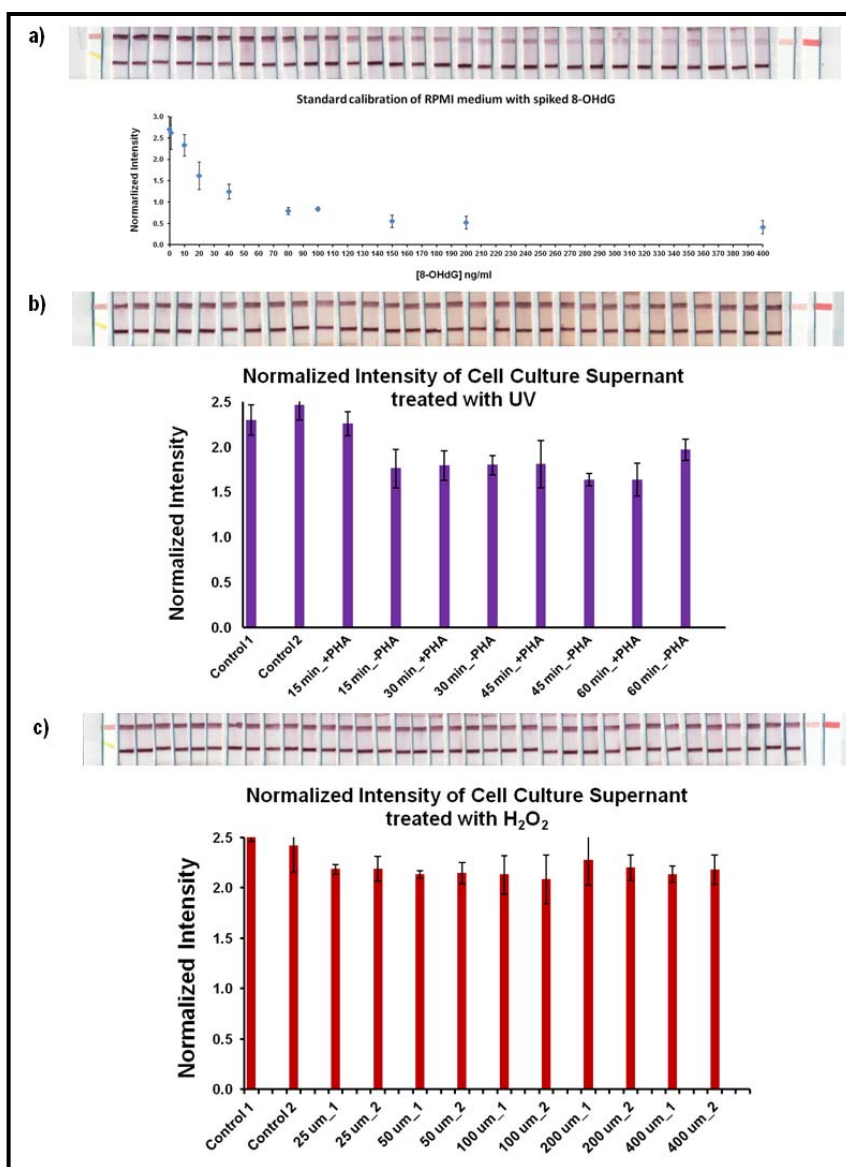 a)
Standard calibration of RPMI medium with spiked 8-OHdG
Normarlized Intensity
3.0
2.5
2.0
1.5
1.0
0.5
0.0
0 10 20 30 40 50 60 70 80 90 100 110 120 130 140 150 160 170 180 190 200 210 220 230 240 250 260 270 280 290 300 310 320 330 340 350 360 370 380 390 400
[8-OHdG] ng/ml
b)
Normalized Intensity of Cell Culture Supernant
treated with UV
Normalized Intensity
2.5
2.0
1.5
1.0
0.5
0.0
Control 1
Control 2
15 min_+PHA
15 min_-PHA
30 min_+PHA
30 min_-PHA
45 min_+PHA
45 min_-PHA
60 min_+PHA
60 min_-PHA
c)
Normalized Intensity of Cell Culture Supernant
treated with H₂O₂
Normalized Intensity
2.5
2.0
1.5
1.0
0.5
0.0
Control 1
Control 2
25 um_1
25 um_2
50 um_1
50 um_2
100 um_1
100 um_2
200 um_1
200 um_2
400 um_1
400 um_2